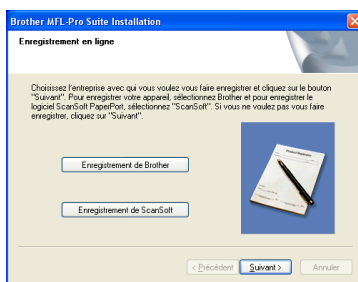 Brother MFL-Pro Suite Installation
Enregistrement en ligne
Choisissez l'entreprise avec qui vous voulez vous faire enregistrer et cliquez sur le bouton
"Suivant". Pour enregistrer votre appareil, sélectionnez Brother et pour enregistrer le
logiciel ScanSoft PaperPort, sélectionnez "ScanSoft". Si vous ne voulez pas vous faire
enregistrer, cliquez sur "Suivant".
Enregistrement de Brother
Enregistrement de ScanSoft
< Précédent
Suivant >
Annuler